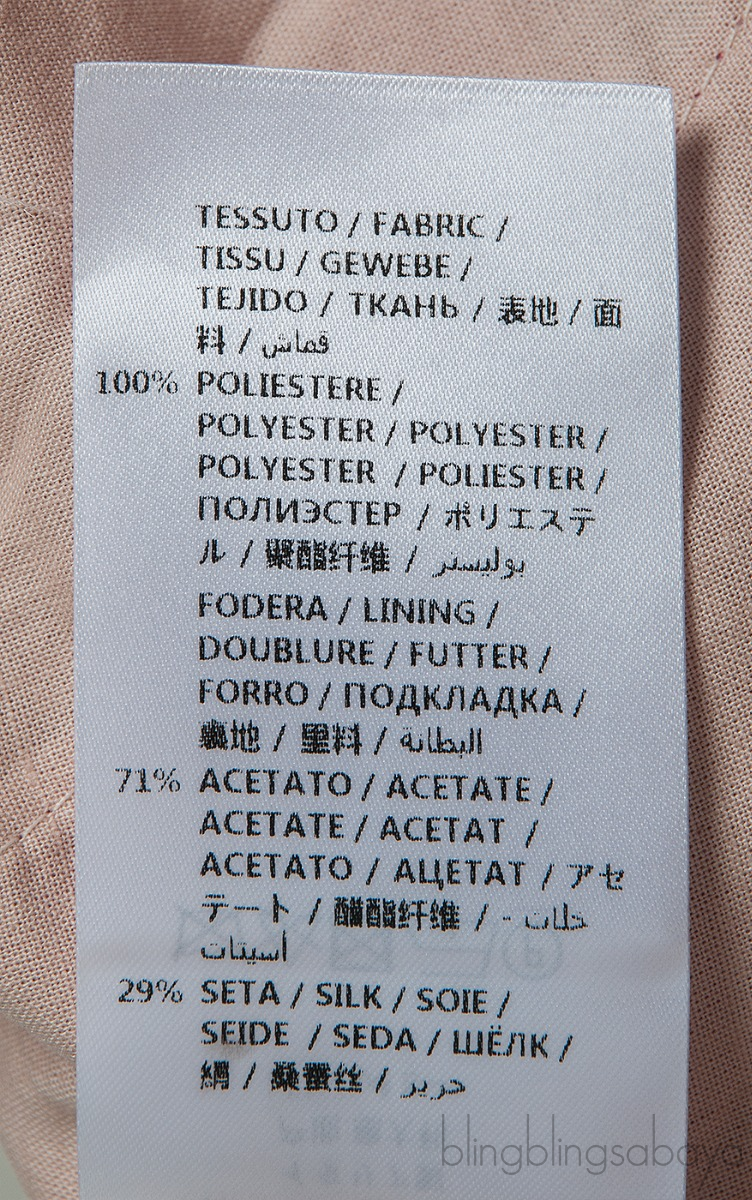 TESSUTO / FABRIC /
TISSU / GEWEBE /
TEJIDO / ТКАНЬ / 表地 / 面
料 / قماش
100% POLIESTERE /
POLYESTER / POLYESTER /
POLYESTER / POLIESTER /
ПОЛИЭСТЕР / ポリエステ
ル / 聚酯纤维 / بوليستر
FODERA / LINING /
DOUBLURE / FUTTER /
FORRO / ПОДКЛАДКА /
裏地 / 里料 / البطانة
71% ACETATO / ACETATE /
ACETATE / ACETAT /
ACETATO / АЦЕТАТ / アセ
テート / 醋酯纤维 / خلات -
أسيتات
29% SETA / SILK / SOIE /
SEIDE / SEDA / ШЁЛК /
絹 / 桑蚕丝 / حرير
blingblingsabaya